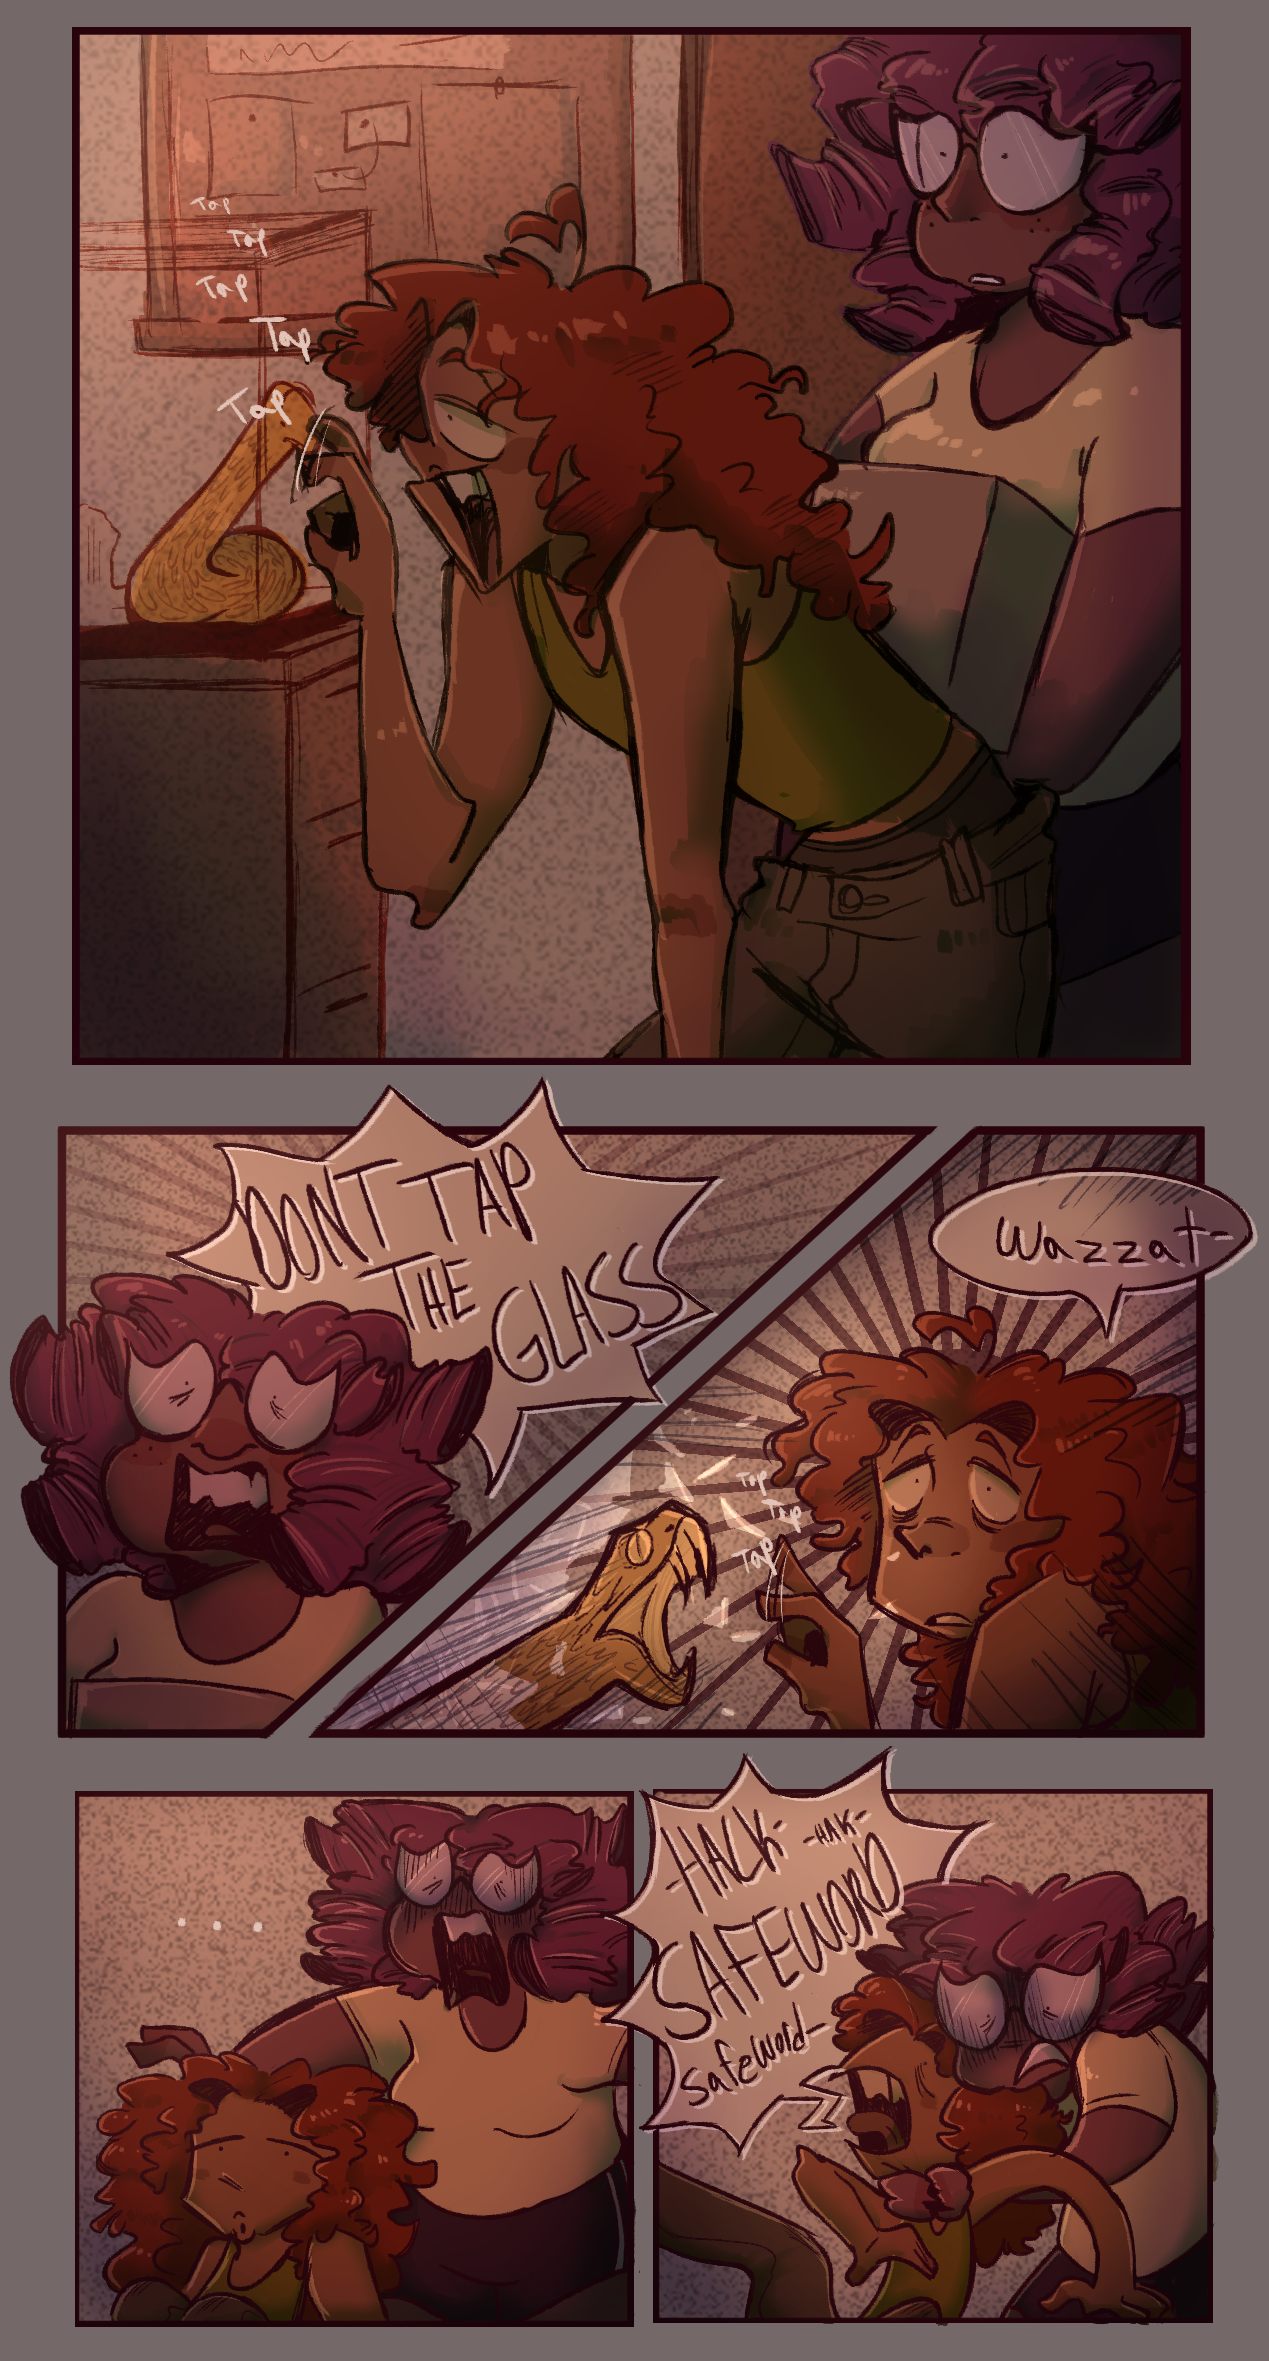 Tap
Tap
Tap
Tap
Tap
DONT TAP
THE
GLASS
Wazzat-
Tap
Tap
Tap
...
-HACK-
-HAK-
SAFEWORD
safeword-